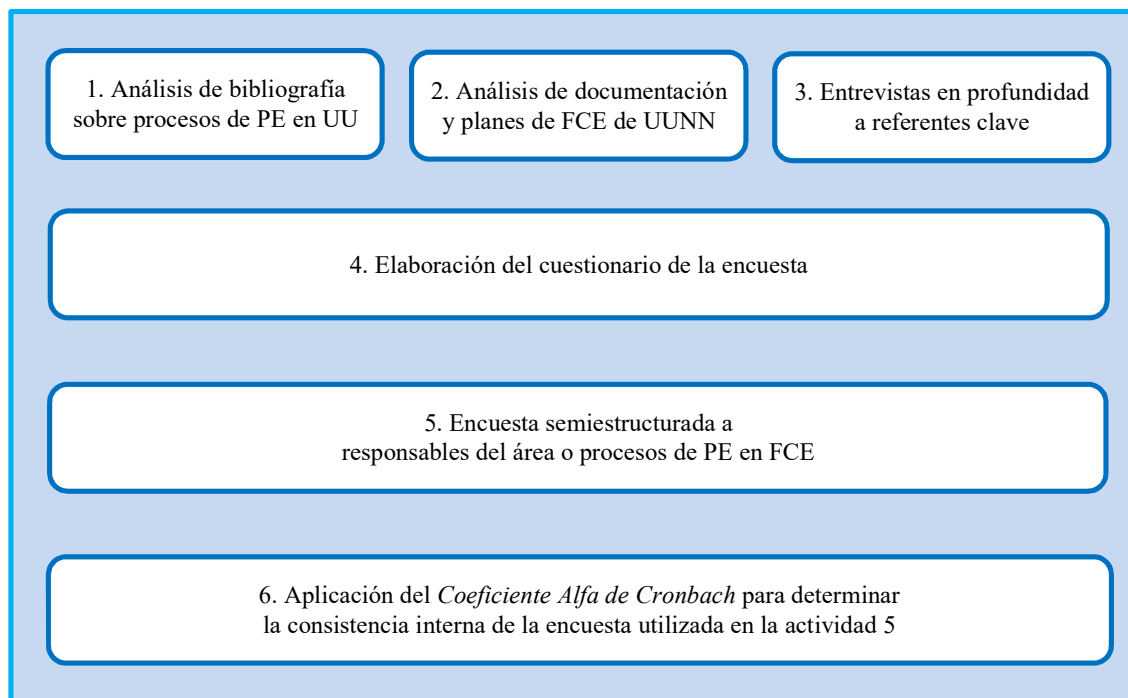 1. Análisis de bibliografía
sobre procesos de PE en UU
2. Análisis de documentación
y planes de FCE de UUNN
3. Entrevistas en profundidad
a referentes clave
4. Elaboración del cuestionario de la encuesta
5. Encuesta semiestructurada a
responsables del área o procesos de PE en FCE
6. Aplicación del Coeficiente Alfa de Cronbach para determinar
la consistencia interna de la encuesta utilizada en la actividad 5